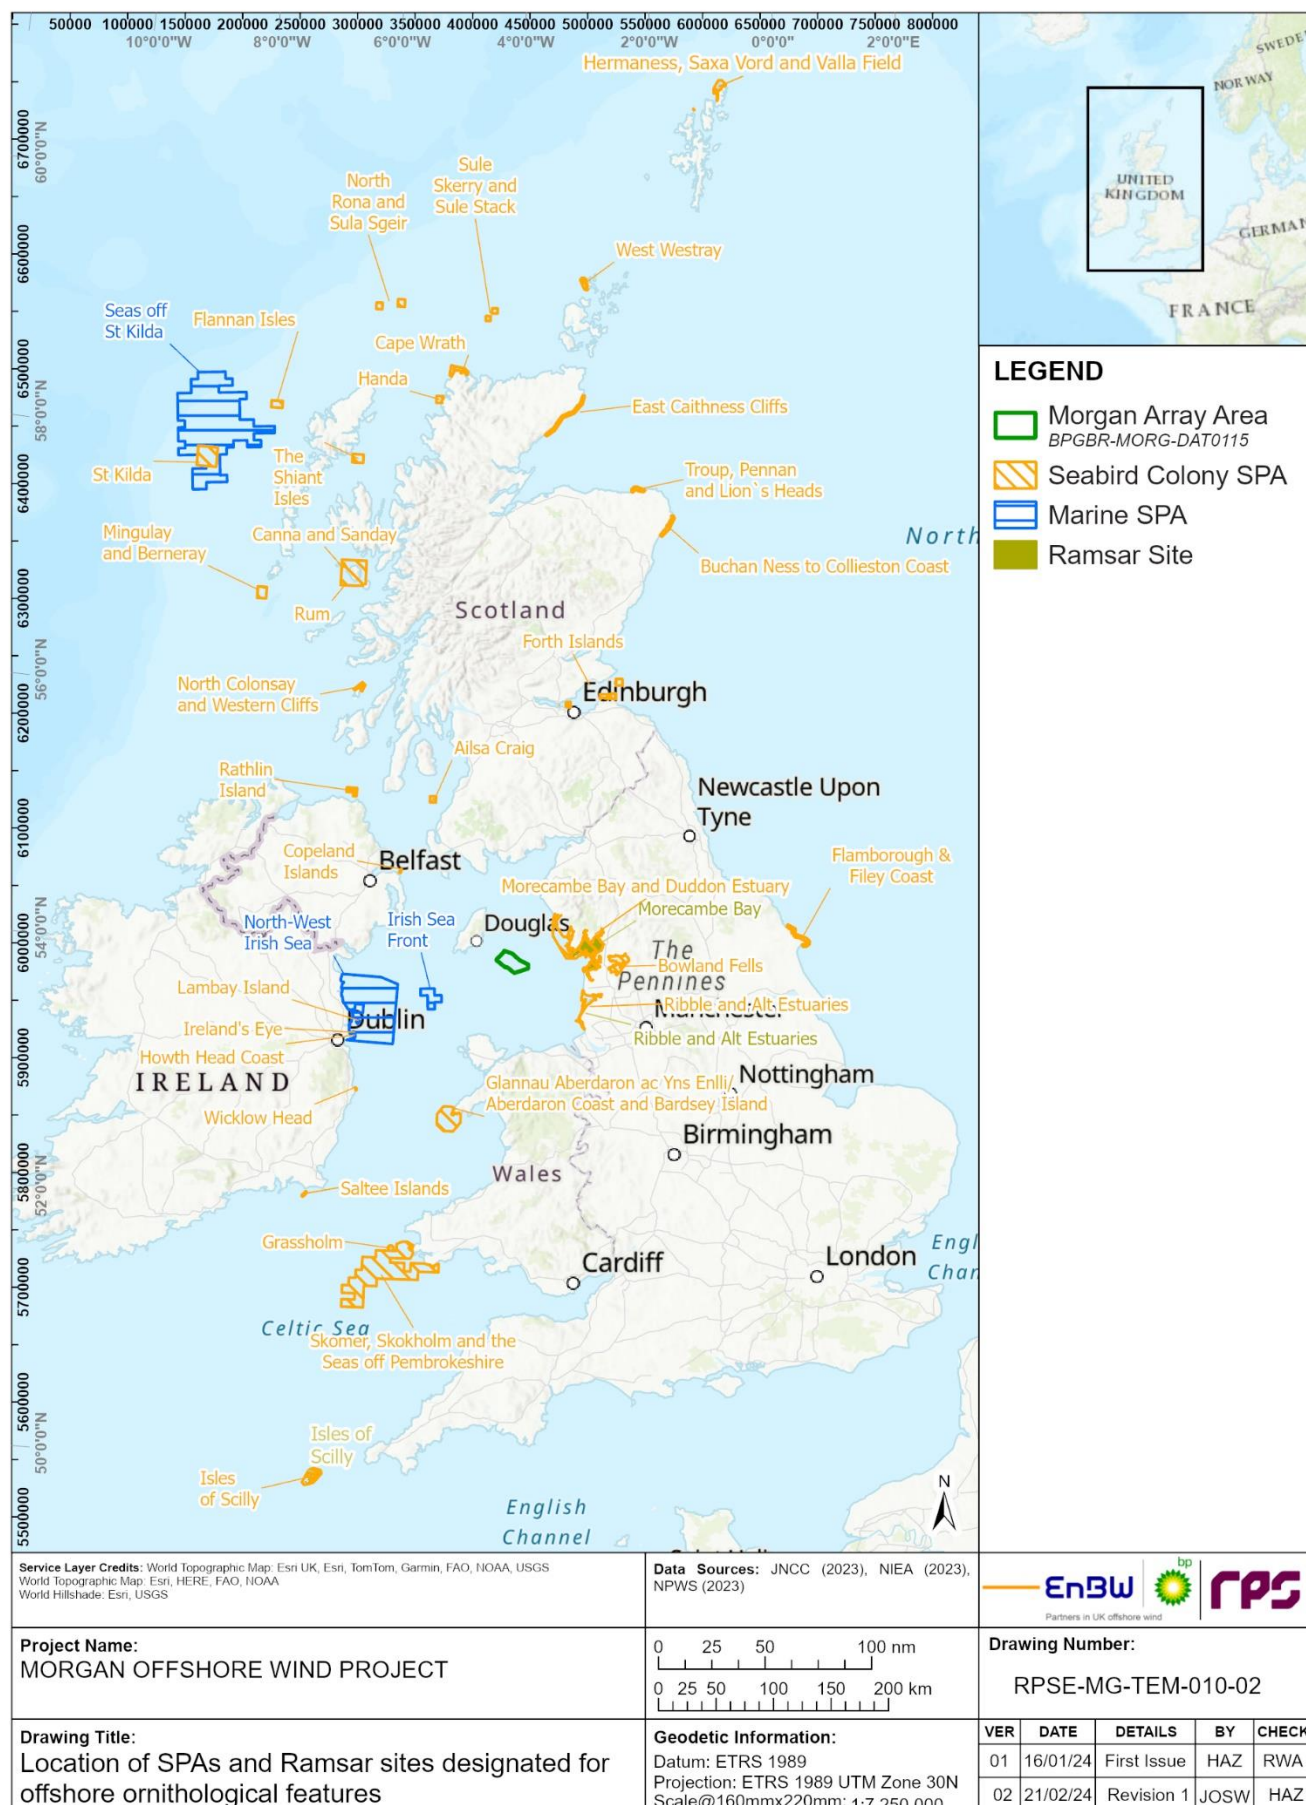 50000 100000 150000 200000 250000 300000 350000 400000 450000 500000 550000 600000 650000 700000 750000 800000
10°0'0"W 8°0'0"W 6°0'0"W 4°0'0"W 2°0'0"W 0°0'0" 2°0'0"E
6700000
60°0'0"N
6600000
6500000
58°0'0"N
6400000
6300000
56°0'0"N
6200000
6100000
54°0'0"N
6000000
5900000
5800000
52°0'0"N
5700000
5600000
50°0'0"N
5500000
Hermaness, Saxa Vord and Valla Field
North
Rona and
Sula Sgeir
Sule
Skerry and
Sule Stack
West Westray
Seas off
St Kilda
Flannan Isles
Cape Wrath
Handa
East Caithness Cliffs
St Kilda
The
Shiant
Isles
Troup, Pennan
and Lion`s Heads
Mingulay
and Berneray
Canna and Sanday
North
Buchan Ness to Collieston Coast
Rum
Scotland
Forth Islands
North Colonsay
and Western Cliffs
Edinburgh
Ailsa Craig
Rathlin
Island
Newcastle Upon
Tyne
Copeland
Islands
Belfast
Flamborough &
Filey Coast
Morecambe Bay and Duddon Estuary
Morecambe Bay
North-West
Irish Sea
Irish Sea
Front
Douglas
The
Pennines
Bowland Fells
Lambay Island
Ireland's Eye
Dublin
Howth Head Coast
Ribble and Alt Estuaries
Manchester
Ribble and Alt Estuaries
IRELAND
Wicklow Head
Glannau Aberdaron ac Yns Enlli/
Aberdaron Coast and Bardsey Island
Nottingham
Birmingham
Wales
Saltee Islands
Grassholm
Cardiff
London
Engl
Chan
Celtic Sea
Skomer, Skokholm and the
Seas off Pembrokeshire
Isles of
Scilly
Isles
of Scilly
English
Channel
N
SWEDE
NORWAY
UNITED
KINGDOM
GERMAN
FRANCE
LEGEND
Morgan Array Area
BPGBR-MORG-DAT0115
Seabird Colony SPA
Marine SPA
Ramsar Site
Service Layer Credits: World Topographic Map: Esri UK, Esri, TomTom, Garmin, FAO, NOAA, USGS
World Topographic Map: Esri, HERE, FAO, NOAA
World Hillshade: Esri, USGS
Data Sources: JNCC (2023), NIEA (2023),
NPWS (2023)
EnBW
Partners in UK offshore wind
bp
rps
Project Name:
MORGAN OFFSHORE WIND PROJECT
0 25 50 100 nm
0 25 50 100 150 200 km
Drawing Number:
RPSE-MG-TEM-010-02
Drawing Title:
Location of SPAs and Ramsar sites designated for
offshore ornithological features
Geodetic Information:
Datum: ETRS 1989
Projection: ETRS 1989 UTM Zone 30N
Scale@160mmx220mm: 1:7,250,000
VER DATE DETAILS BY CHECK
01 16/01/24 First Issue HAZ RWA
02 21/02/24 Revision 1 JOSW HAZ